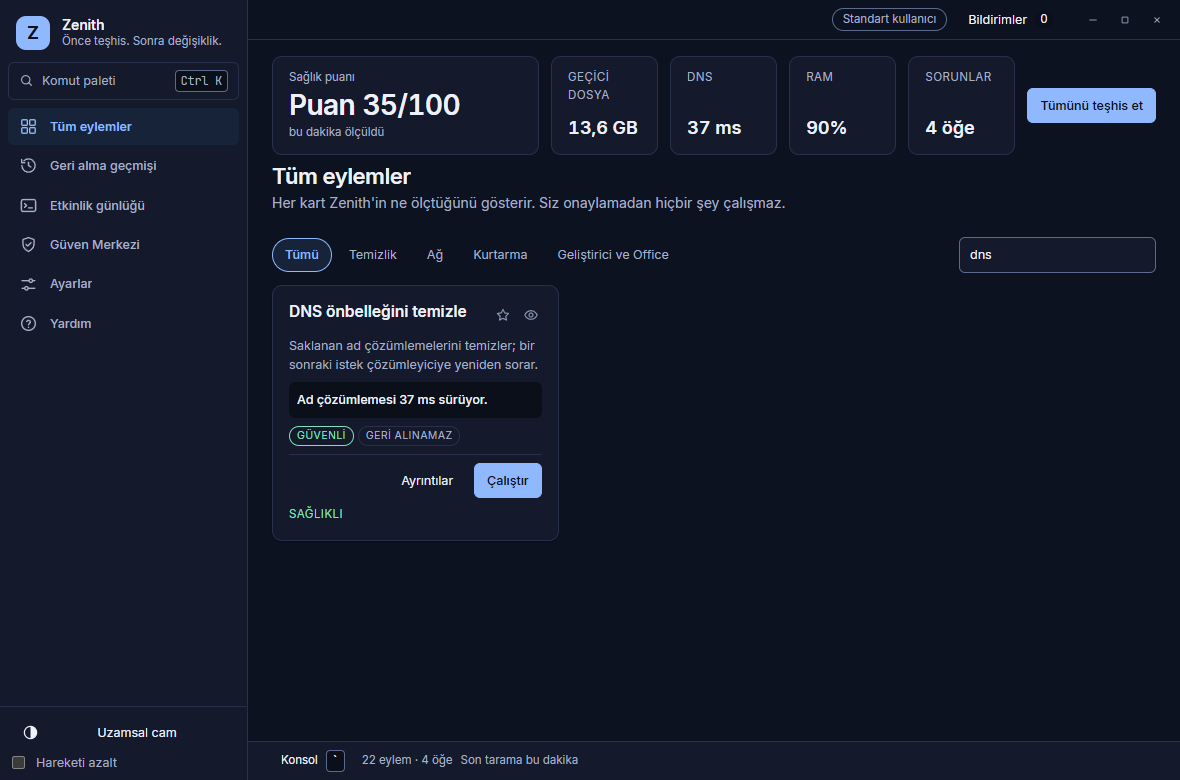 Z
Zenith
Önce teşhis. Sonra değişiklik.
Komut paleti
Ctrl K
Tüm eylemler
Geri alma geçmişi
Etkinlik günlüğü
Güven Merkezi
Ayarlar
Yardım
Uzamsal cam
Hareketi azalt
Standart kullanıcı
Bildirimler 0
Sağlık puanı
Puan 35/100
bu dakika ölçüldü
GEÇİCİ
DOSYA
13,6 GB
DNS
37 ms
RAM
90%
SORUNLAR
4 öğe
Tümünü teşhis et
Tüm eylemler
Her kart Zenith'in ne ölçtüğünü gösterir. Siz onaylamadan hiçbir şey çalışmaz.
Tümü Temizlik Ağ Kurtarma Geliştirici ve Office
dns
DNS önbelleğini temizle
Saklanan ad çözümlemelerini temizler; bir
sonraki istek çözümleyiciye yeniden sorar.
Ad çözümlemesi 37 ms sürüyor.
GÜVENLİ GERİ ALINAMAZ
Ayrıntılar Çalıştır
SAĞLIKLI
Konsol ` 22 eylem · 4 öğe Son tarama bu dakika